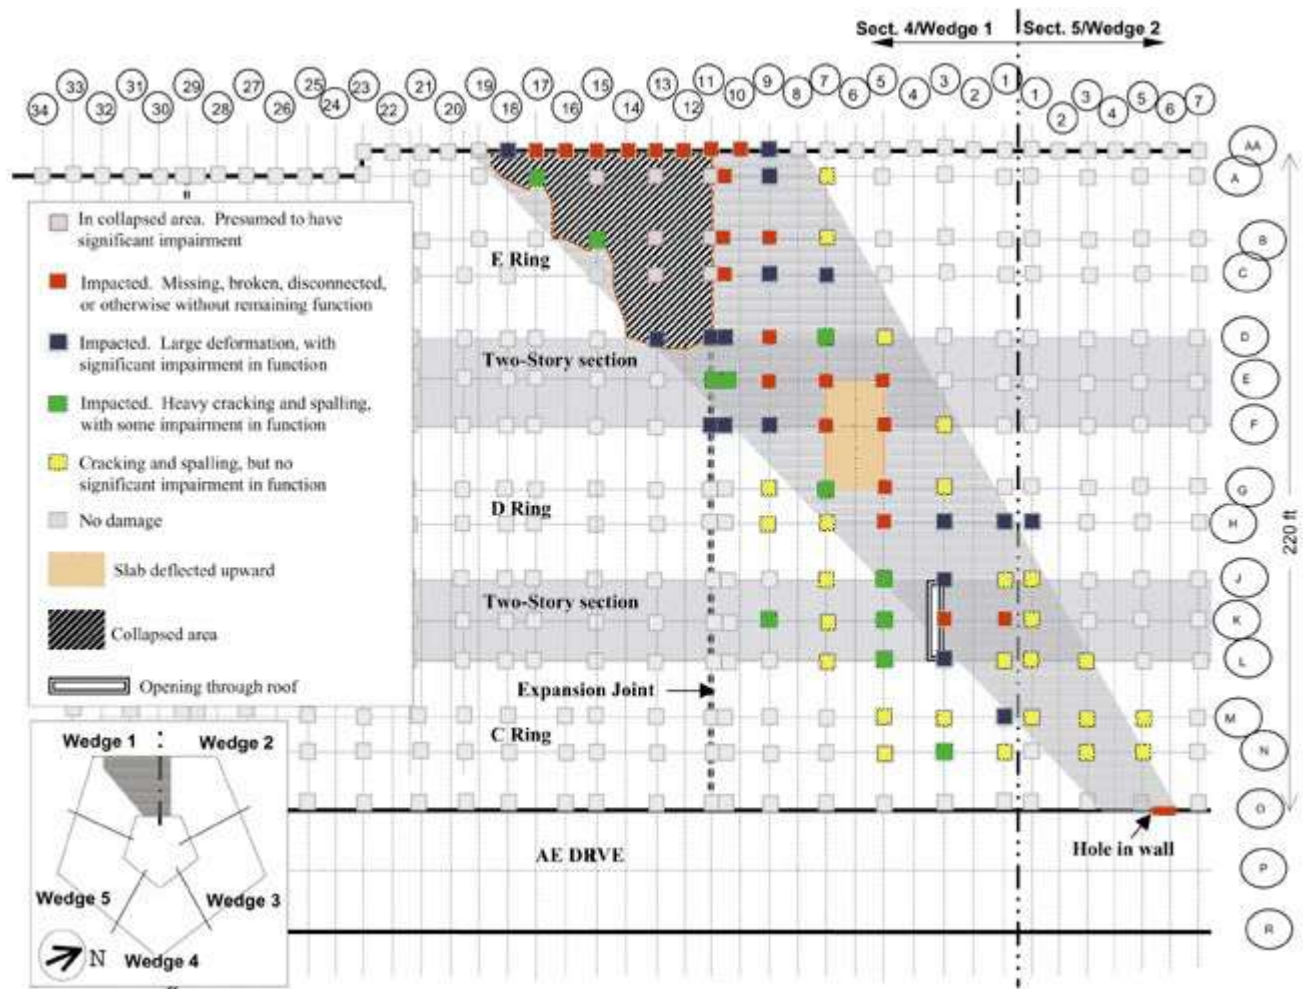 Sect. 4/Wedge 1
Sect. 5/Wedge 2
33 31 29 27 25 23 21 19 17 15 13 11 9 7 5 3 1 1 3 5 7
34 32 30 28 26 24 22 20 18 16 14 12 10 8 6 4 2 2 4 6
AA
A
B
C
D
E
F
G
H
J
K
L
M
N
O
P
R
220 ft
In collapsed area. Presumed to have
significant impairment
Impacted. Missing, broken, disconnected,
or otherwise without remaining function
Impacted. Large deformation, with
significant impairment in function
Impacted. Heavy cracking and spalling,
with some impairment in function
Cracking and spalling, but no
significant impairment in function
No damage
Slab deflected upward
Collapsed area
Opening through roof
E Ring
Two-Story section
D Ring
Two-Story section
Expansion Joint
C Ring
Hole in wall
AE DRIVE
Wedge 1
Wedge 2
Wedge 5
Wedge 3
Wedge 4
N